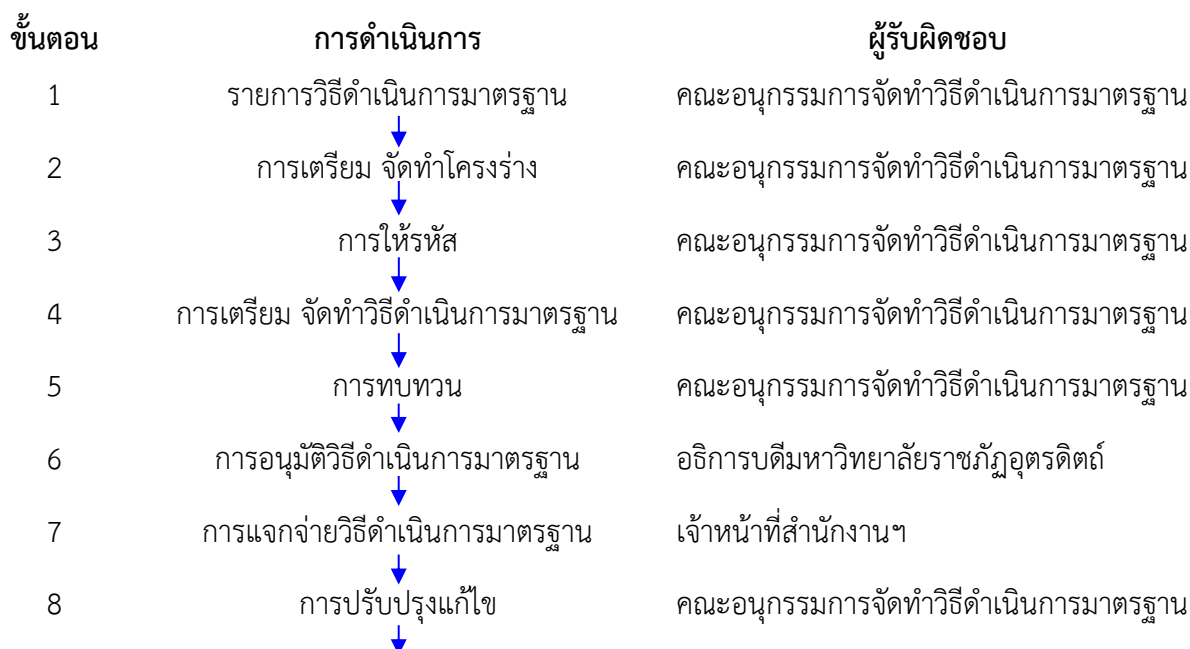 ขั้นตอน การดำเนินการ ผู้รับผิดชอบ
1 รายการวิธีดำเนินการมาตรฐาน คณะอนุกรรมการจัดทำวิธีดำเนินการมาตรฐาน
2 การเตรียม จัดทำโครงร่าง คณะอนุกรรมการจัดทำวิธีดำเนินการมาตรฐาน
3 การให้รหัส คณะอนุกรรมการจัดทำวิธีดำเนินการมาตรฐาน
4 การเตรียม จัดทำวิธีดำเนินการมาตรฐาน คณะอนุกรรมการจัดทำวิธีดำเนินการมาตรฐาน
5 การทบทวน คณะอนุกรรมการจัดทำวิธีดำเนินการมาตรฐาน
6 การอนุมัติวิธีดำเนินการมาตรฐาน อธิการบดีมหาวิทยาลัยราชภัฏอุตรดิตถ์
7 การแจกจ่ายวิธีดำเนินการมาตรฐาน เจ้าหน้าที่สำนักงานฯ
8 การปรับปรุงแก้ไข คณะอนุกรรมการจัดทำวิธีดำเนินการมาตรฐาน